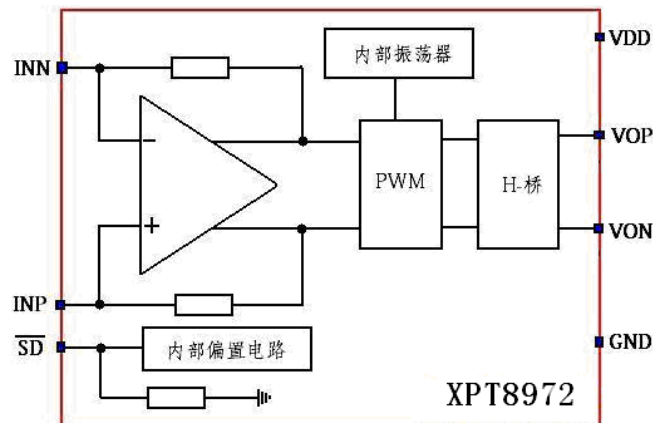 VDD
INN
内部振荡器
VOP
PWM
H-桥
VON
INP
SD
GND
内部偏置电路
XPT8972